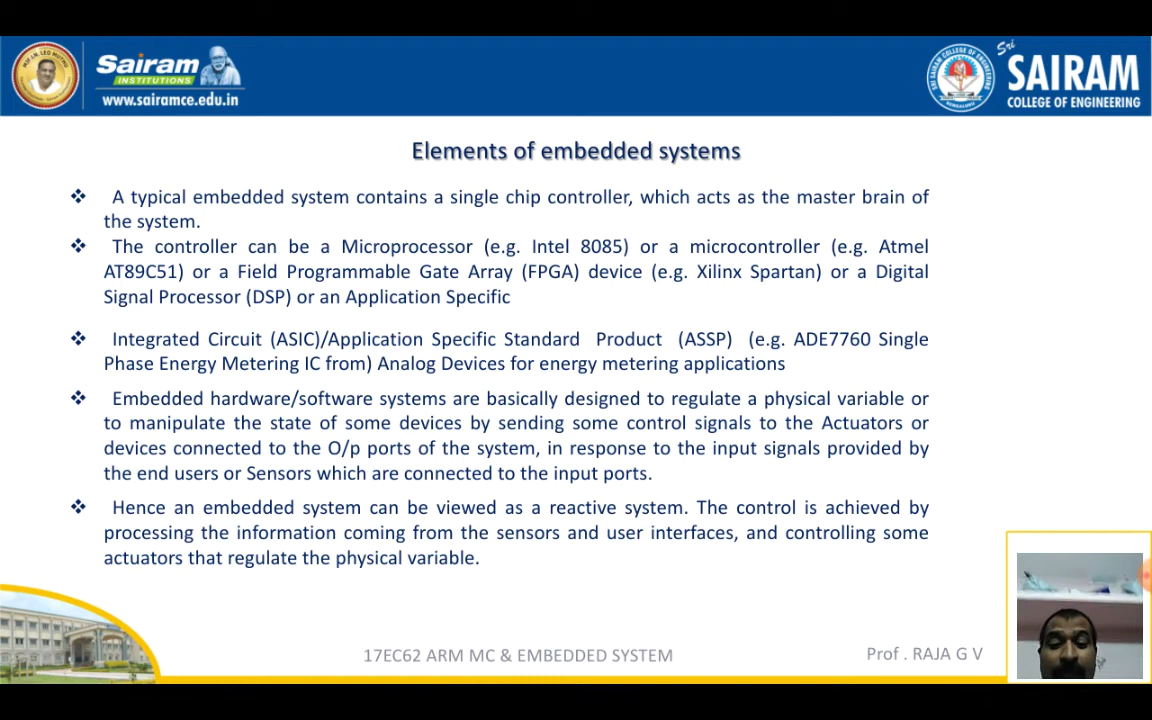 Sairam
INSTITUTIONS
www.sairamce.edu.in
Sri
SAIRAM
COLLEGE OF ENGINEERING
Elements of embedded systems
❖ A typical embedded system contains a single chip controller, which acts as the master brain of
the system.
❖ The controller can be a Microprocessor (e.g. Intel 8085) or a microcontroller (e.g. Atmel
AT89C51) or a Field Programmable Gate Array (FPGA) device (e.g. Xilinx Spartan) or a Digital
Signal Processor (DSP) or an Application Specific
❖ Integrated Circuit (ASIC)/Application Specific Standard Product (ASSP) (e.g. ADE7760 Single
Phase Energy Metering IC from) Analog Devices for energy metering applications
❖ Embedded hardware/software systems are basically designed to regulate a physical variable or
to manipulate the state of some devices by sending some control signals to the Actuators or
devices connected to the O/p ports of the system, in response to the input signals provided by
the end users or Sensors which are connected to the input ports.
❖ Hence an embedded system can be viewed as a reactive system. The control is achieved by
processing the information coming from the sensors and user interfaces, and controlling some
actuators that regulate the physical variable.
17EC62 ARM MC & EMBEDDED SYSTEM
Prof . RAJA G V